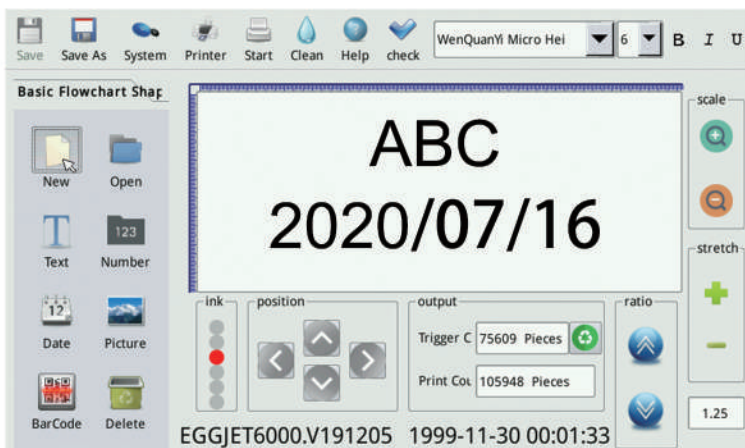 Save Save As System Printer Start Clean Help check WenQuanYi Micro Hei 6 B I U
Basic Flowchart Shap
New Open
Text Number
123
12
Date Picture
BarCode Delete
ABC
2020/07/16
scale
stretch
1.25
ink position output ratio
Trigger C 75609 Pieces
Print Cou 105948 Pieces
EGGJET6000.V191205 1999-11-30 00:01:33